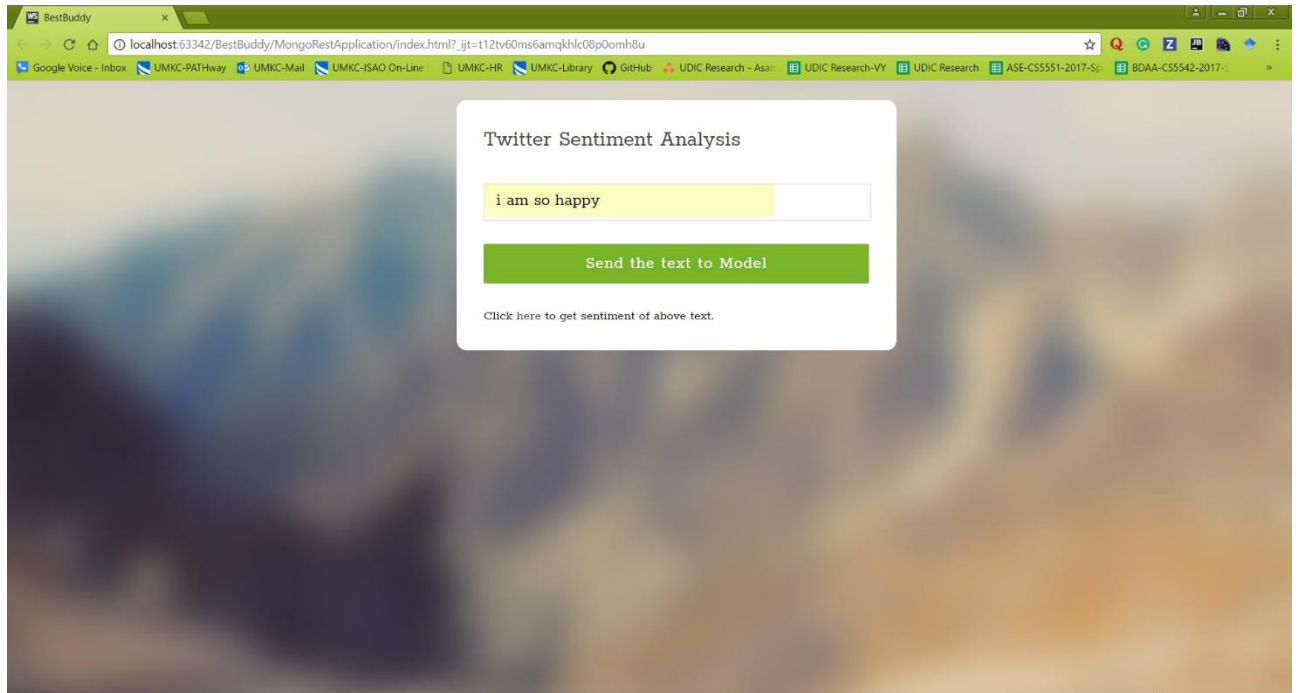 WS BestBuddy
localhost:63342/BestBuddy/MongoRestApplication/index.html?_ijt=t12tv60ms6amqkhlc08p0omh8u
Google Voice - Inbox UMKC-PATHway UMKC-Mail UMKC-ISAO On-Line UMKC-HR UMKC-Library GitHub UDIC Research - Asan UDIC Research-VY UDIC Research ASE-CS5551-2017-Sp BDAA-CS5542-2017-
Twitter Sentiment Analysis
i am so happy
Send the text to Model
Click here to get sentiment of above text.